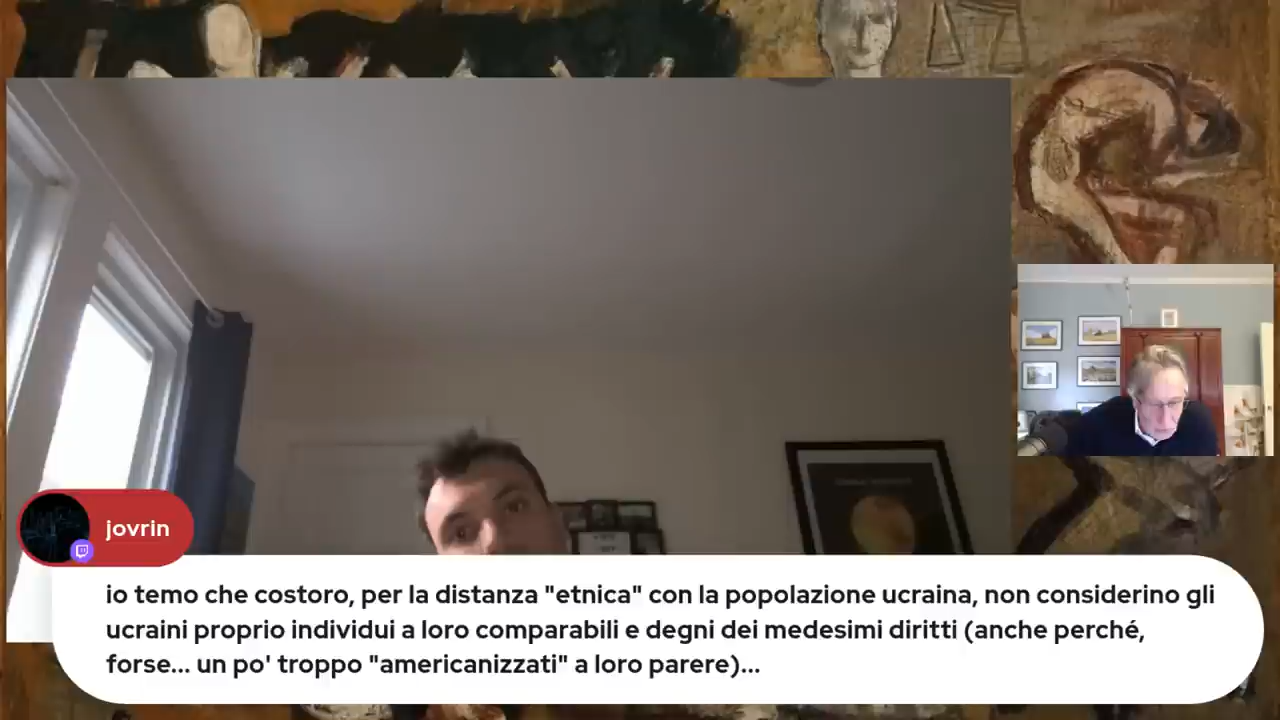 jovrin
io temo che costoro, per la distanza "etnica" con la popolazione ucraina, non considerino gli
ucraini proprio individui a loro comparabili e degni dei medesimi diritti (anche perché,
forse... un po' troppo "americanizzati" a loro parere)...